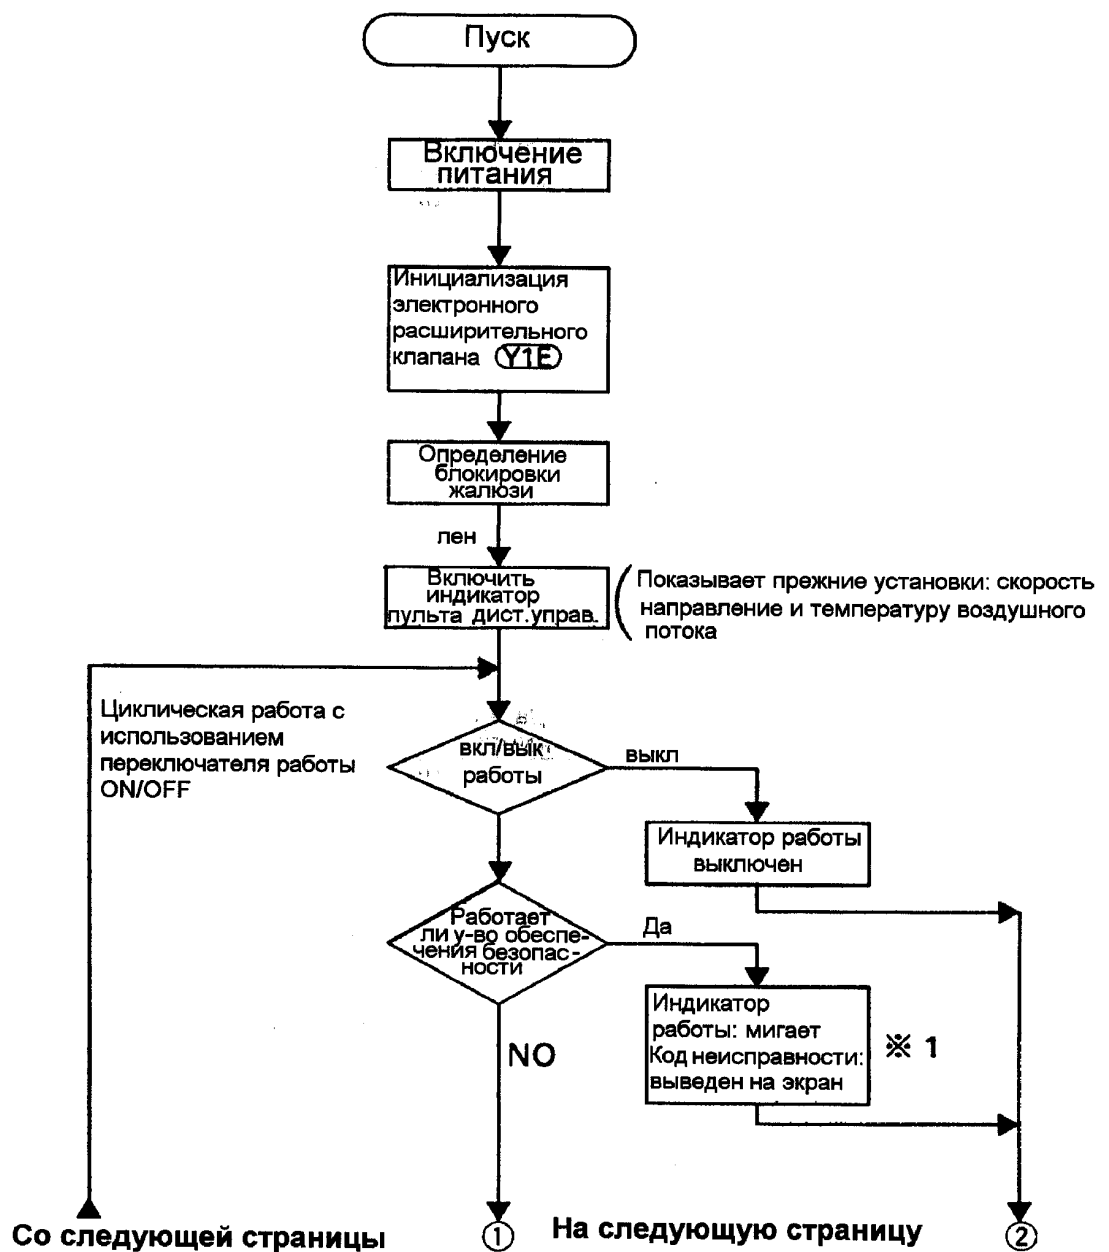 Пуск
Включение
питания
Инициализация
электронного
расширительного
клапана Y1E
Определение
блокировки
жалюзи
лен
Включить
индикатор
пульта дист.управ.
Показывает прежние установки: скорость
направление и температуру воздушного
потока
Циклическая работа с
использованием
переключателя работы
ON/OFF
вкл/вык
работы
выкл
Индикатор работы
выключен
Работает
ли у-во обеспе-
чения безопас-
ности
Да
Индикатор
работы: мигает
Код неисправности:
выведен на экран
※ 1
NO
Со следующей страницы
①
На следующую страницу
②